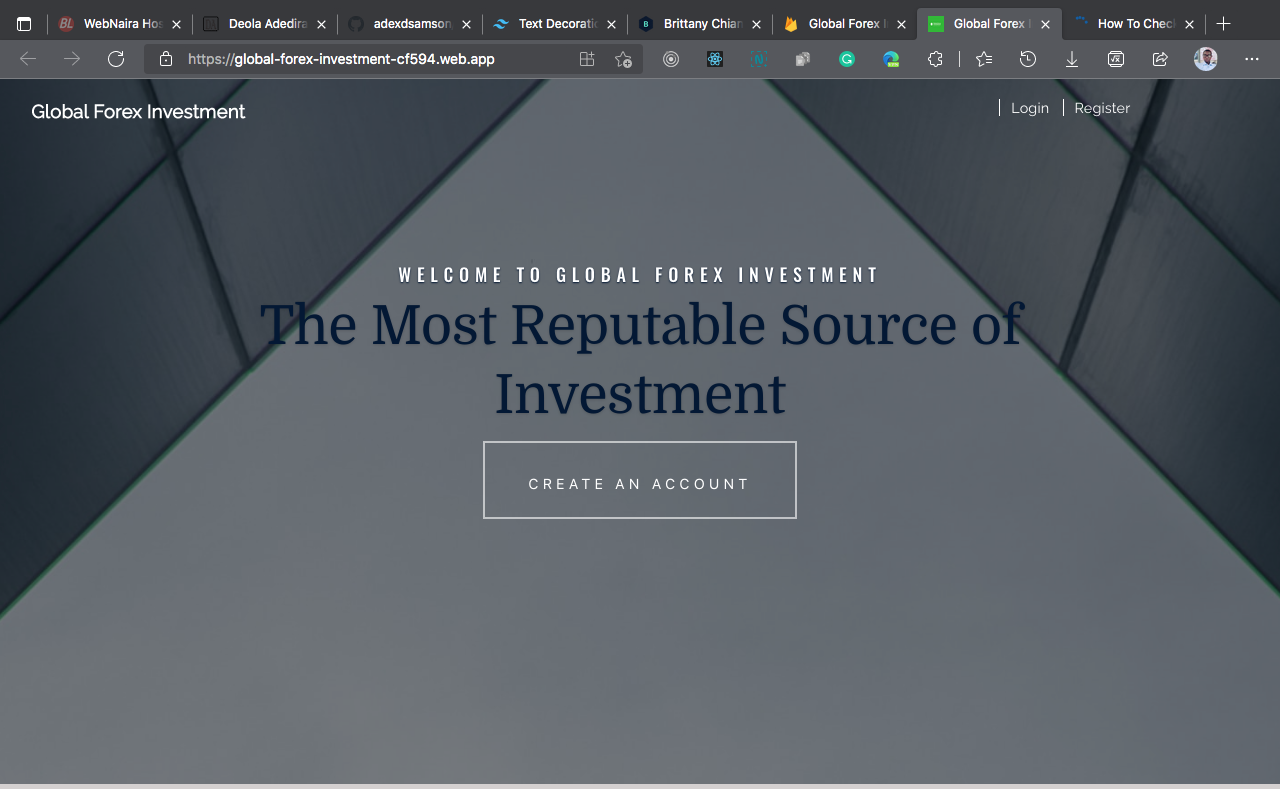 WebNaira Hos
Deola Adedira
adexdsamson
Text Decoratio
Brittany Chian
Global Forex I
Global Forex I
How To Chec
https://global-forex-investment-cf594.web.app
Global Forex Investment
Login
Register
WELCOME TO GLOBAL FOREX INVESTMENT
The Most Reputable Source of
Investment
CREATE AN ACCOUNT